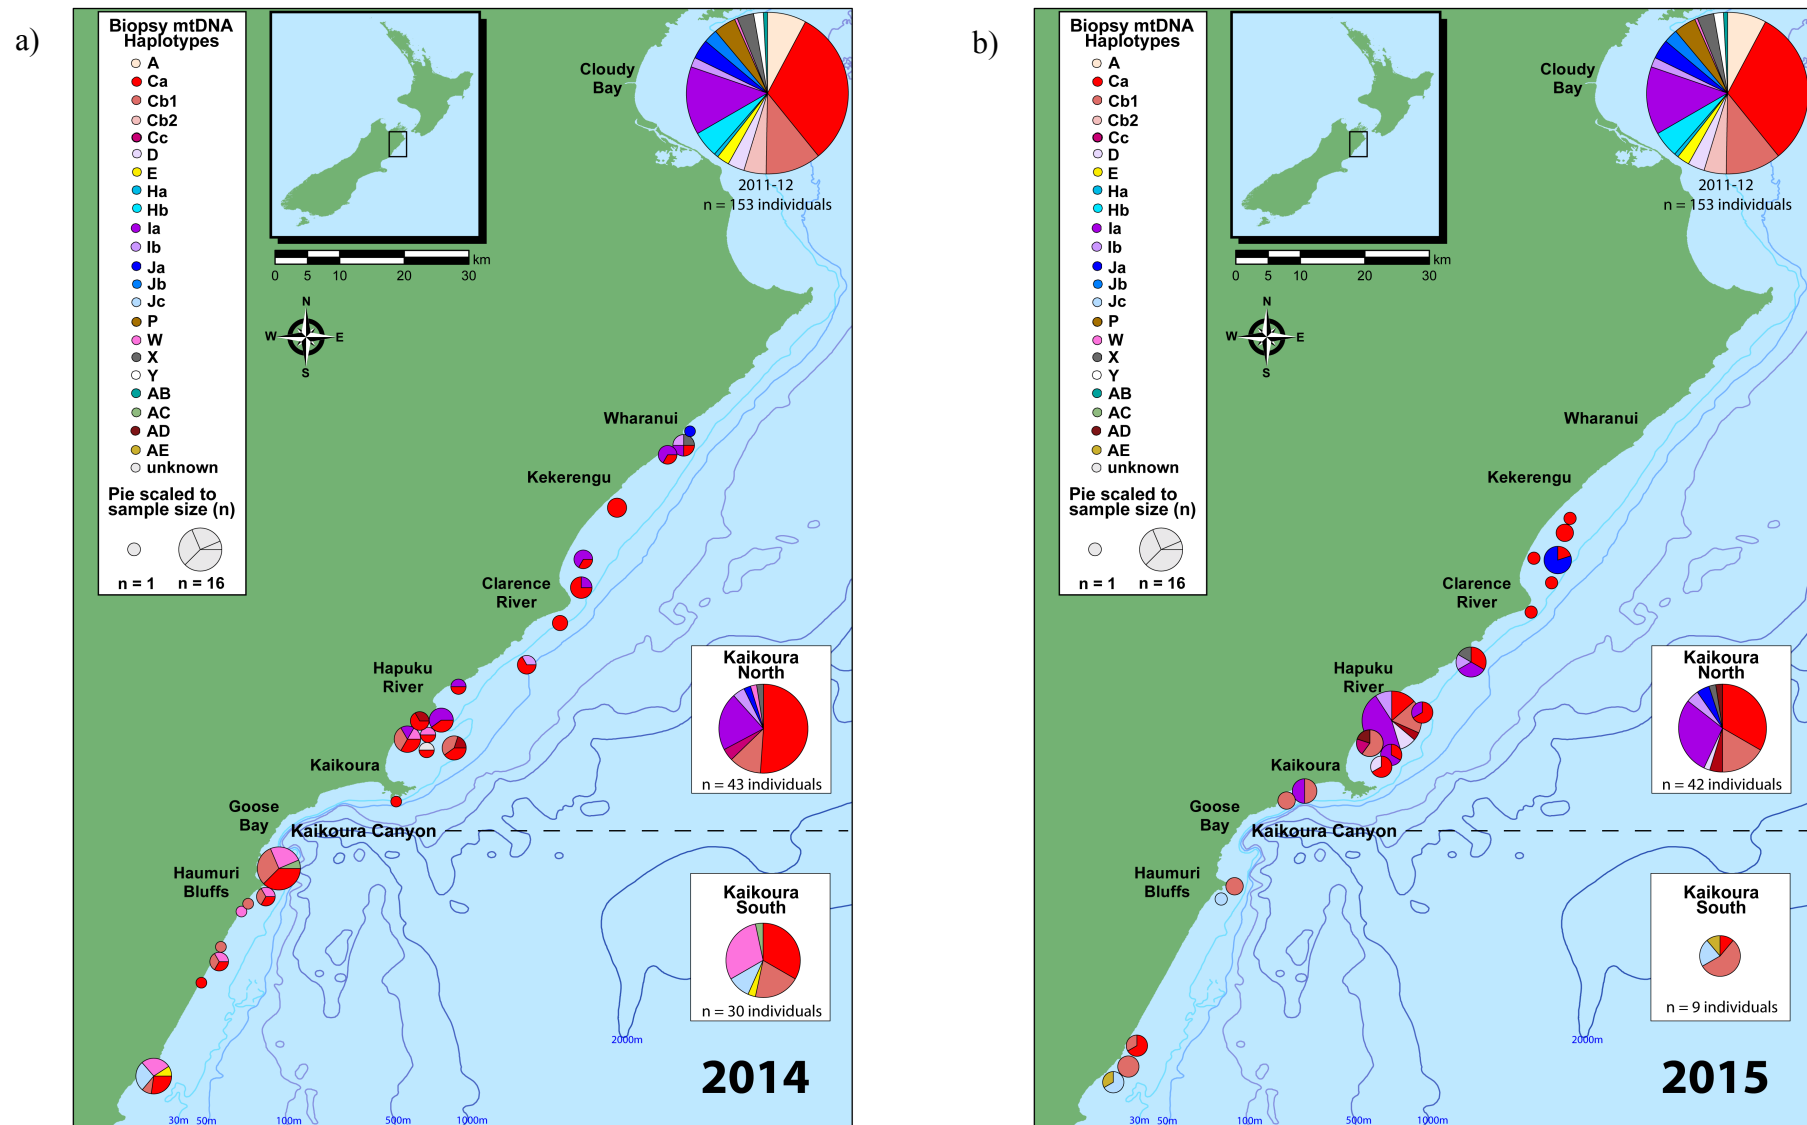 a)
Biopsy mtDNA
Haplotypes
A
Ca
Cb1
Cb2
Cc
D
E
Ha
Hb
Ia
Ib
Ja
Jb
Jc
P
W
X
Y
AB
AC
AD
AE
unknown
Pie scaled to
sample size (n)
n = 1
n = 16
0 5 10 20 30
km
N
W E
S
Cloudy
Bay
2011-12
n = 153 individuals
Wharanui
Kekerengu
Clarence
River
Hapuku
River
Kaikoura
Goose
Bay
Kaikoura Canyon
Haumuri
Bluffs
Kaikoura
North
n = 43 individuals
Kaikoura
South
n = 30 individuals
2000m
2014
30m 50m 100m 500m 1000m
b)
Biopsy mtDNA
Haplotypes
A
Ca
Cb1
Cb2
Cc
D
E
Ha
Hb
Ia
Ib
Ja
Jb
Jc
P
W
X
Y
AB
AC
AD
AE
unknown
Pie scaled to
sample size (n)
n = 1
n = 16
0 5 10 20 30
km
N
W E
S
Cloudy
Bay
2011-12
n = 153 individuals
Wharanui
Kekerengu
Clarence
River
Hapuku
River
Kaikoura
Goose
Bay
Kaikoura Canyon
Haumuri
Bluffs
Kaikoura
North
n = 42 individuals
Kaikoura
South
n = 9 individuals
2000m
2015
30m 50m 100m 500m 1000m